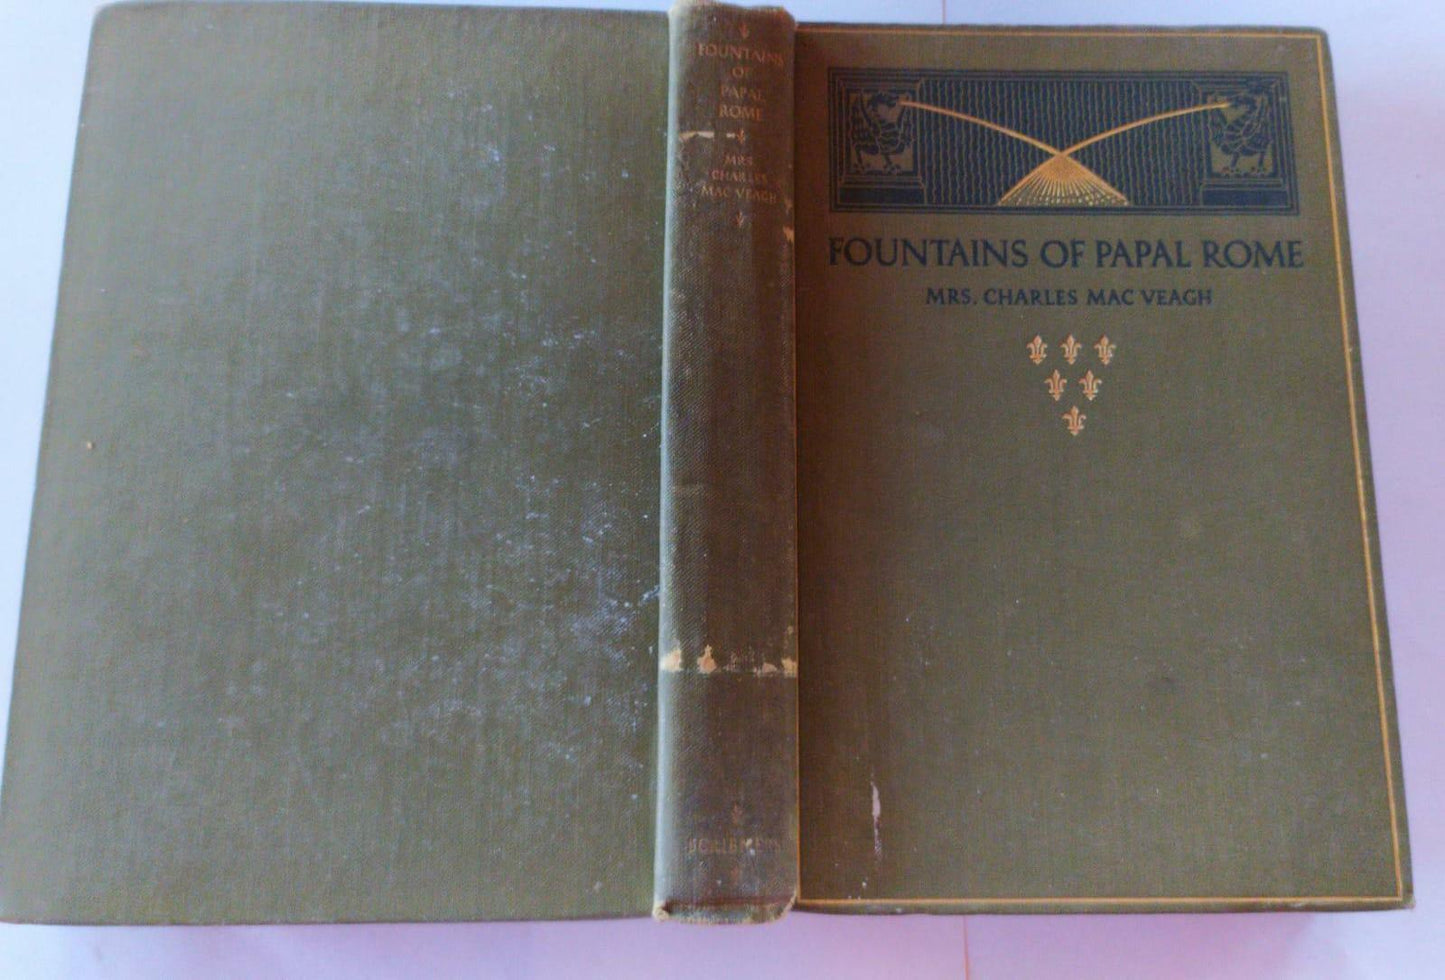 FOUNTAINS
OF
PAPAL
ROME
MRS.
CHARLES
MAC VEAGH
SCRIBNERS
FOUNTAINS OF PAPAL ROME
MRS. CHARLES MAC VEAGH